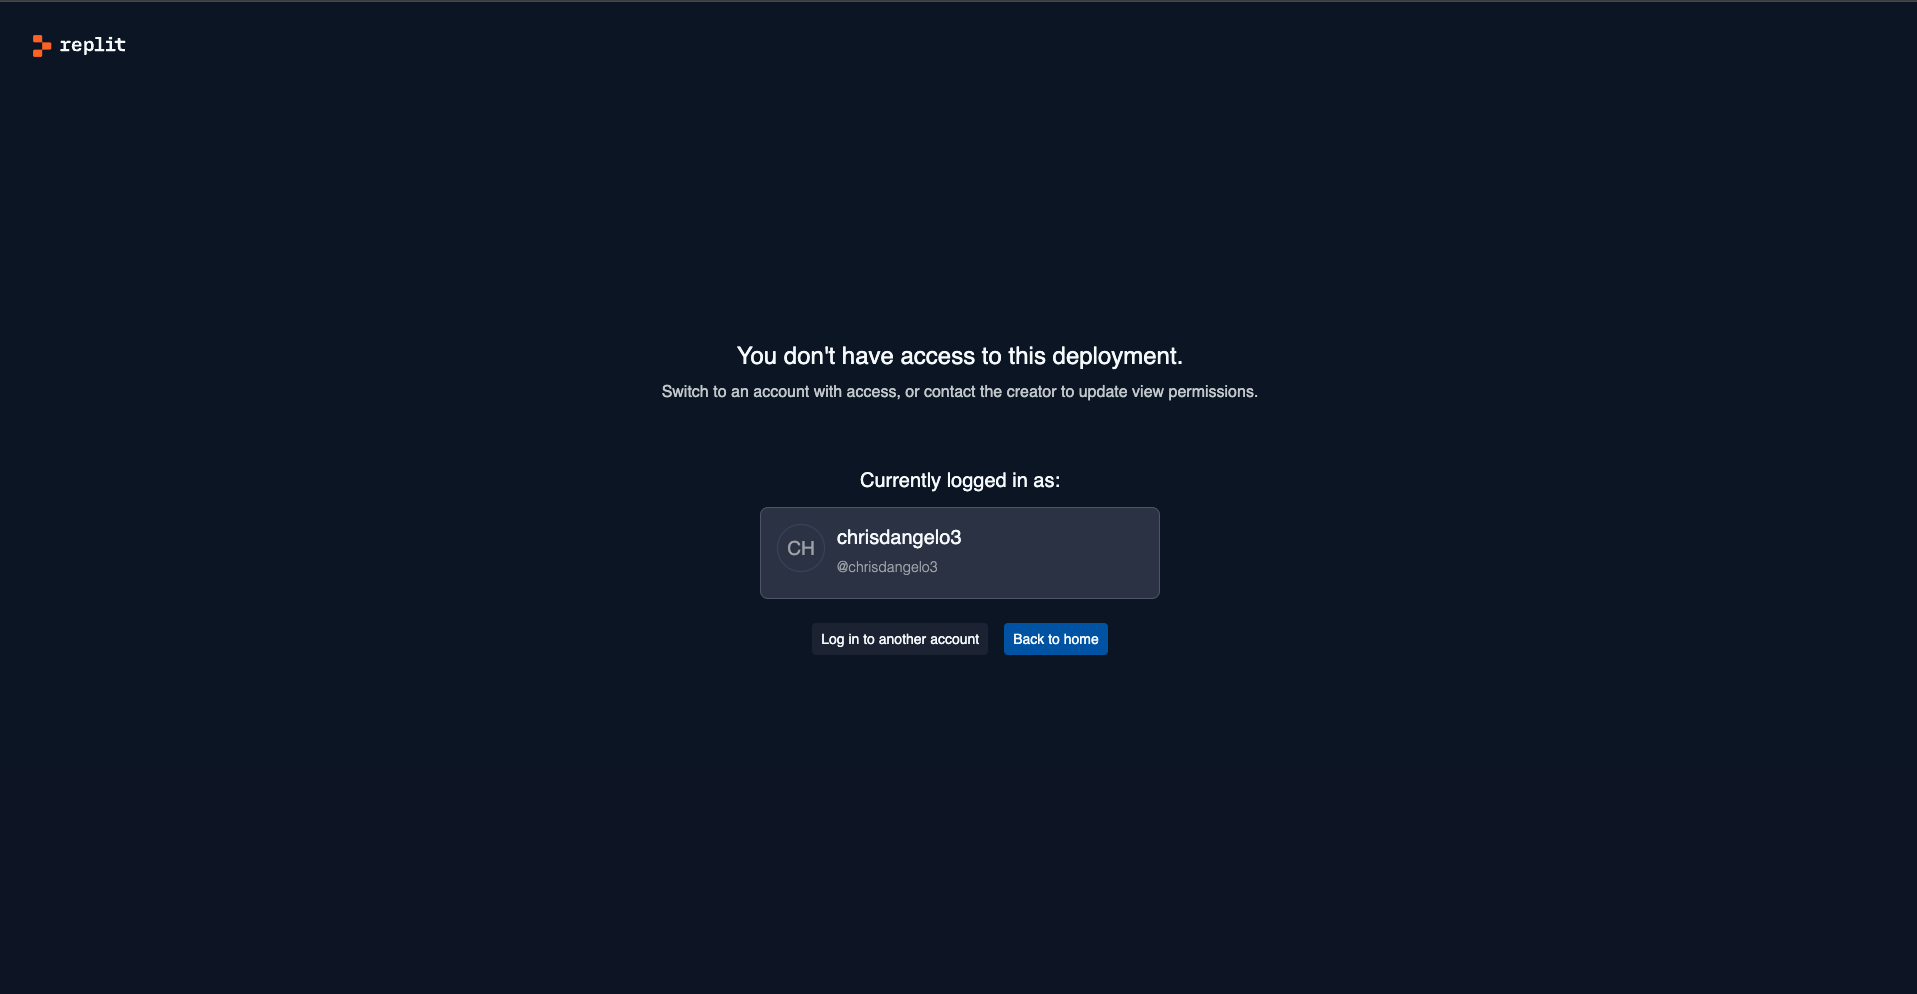 replit
You don't have access to this deployment.
Switch to an account with access, or contact the creator to update view permissions.
Currently logged in as:
CH
chrisdangelo3
@chrisdangelo3
Log in to another account
Back to home